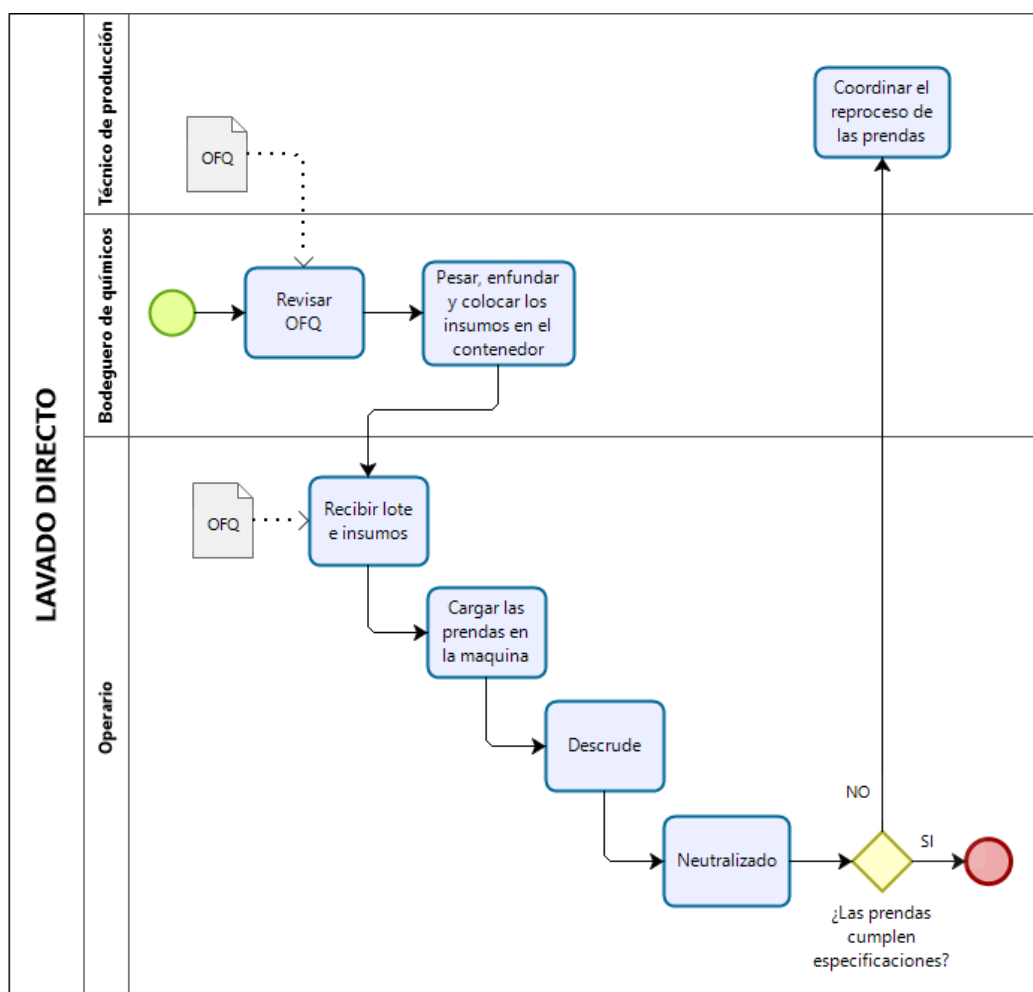 LAVADO DIRECTO
Técnico de producción
OFQ
Coordinar el
reproceso de
las prendas
Bodeguero de químicos
Revisar
OFQ
Pesar, enfundar
y colocar los
insumos en el
contenedor
Operario
OFQ
Recibir lote
e insumos
Cargar las
prendas en
la maquina
Descrude
Neutralizado
NO
SI
¿Las prendas
cumplen
especificaciones?